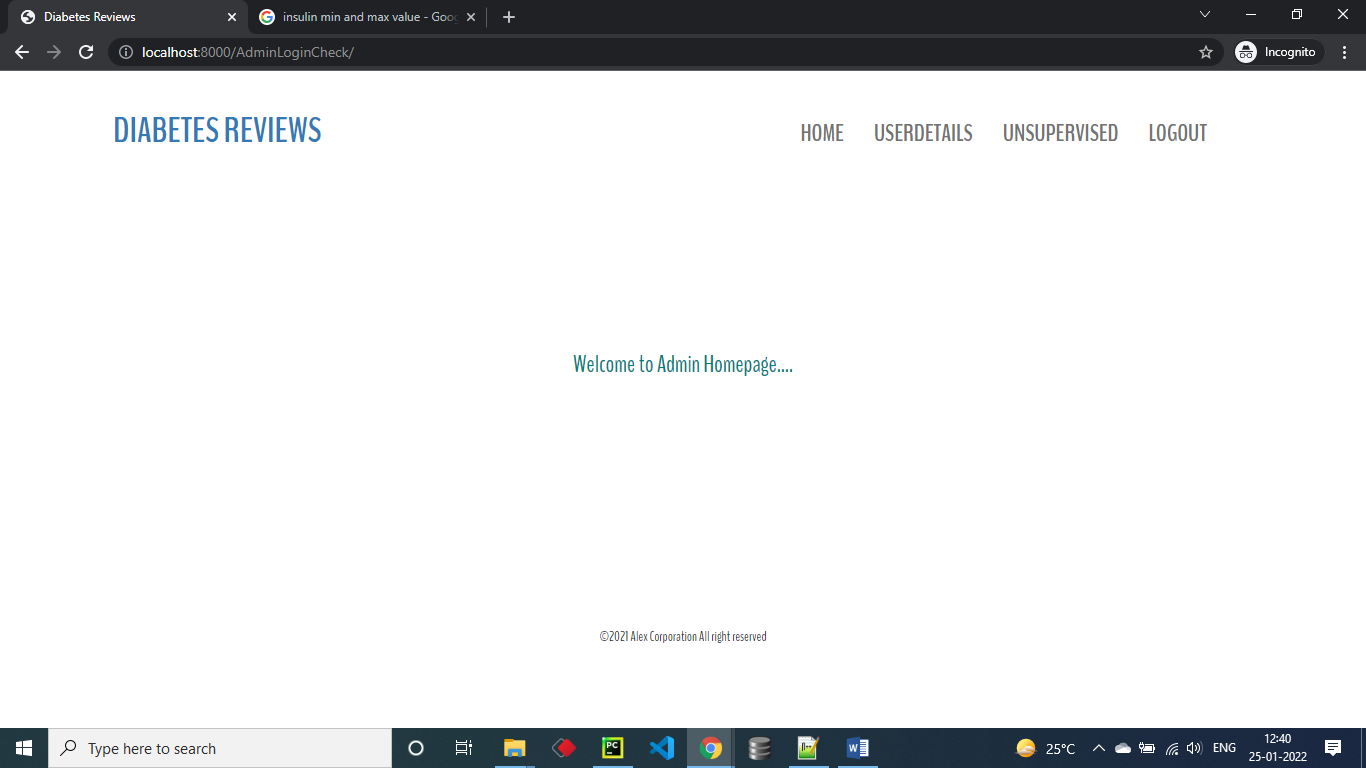 Diabetes Reviews
insulin min and max value - Goo
localhost:8000/AdminLoginCheck/
Incognito
DIABETES REVIEWS
HOME USERDETAILS UNSUPERVISED LOGOUT
Welcome to Admin Homepage....
©2021 Alex Corporation All right reserved
Type here to search
PC
25°C
ENG
12:40
25-01-2022